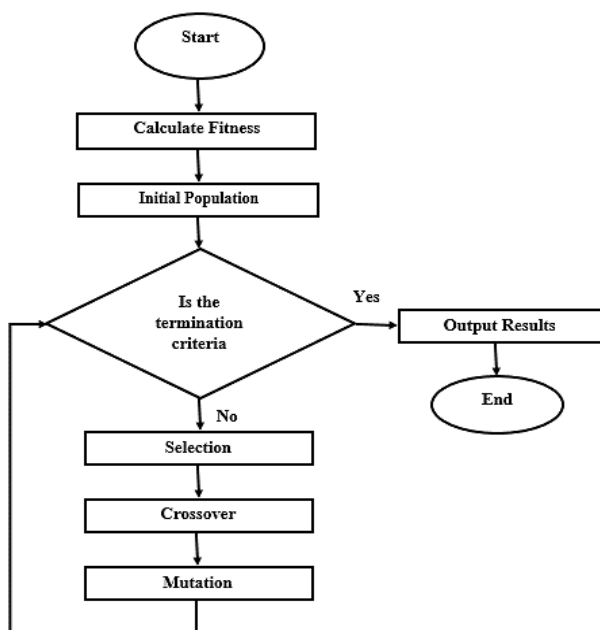 Start
Calculate Fitness
Initial Population
Is the
termination
criteria
Yes
Output Results
End
No
Selection
Crossover
Mutation